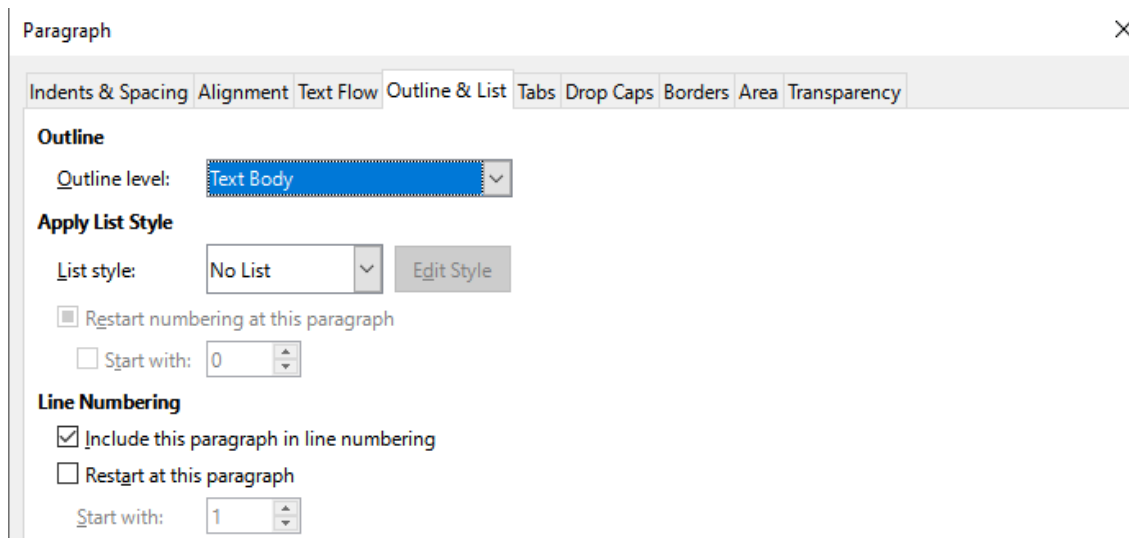 Paragraph
Indents & Spacing Alignment Text Flow Outline & List Tabs Drop Caps Borders Area Transparency
Outline
Outline level: Text Body
Apply List Style
List style: No List Edit Style
Restart numbering at this paragraph
Start with: 0
Line Numbering
Include this paragraph in line numbering
Restart at this paragraph
Start with: 1